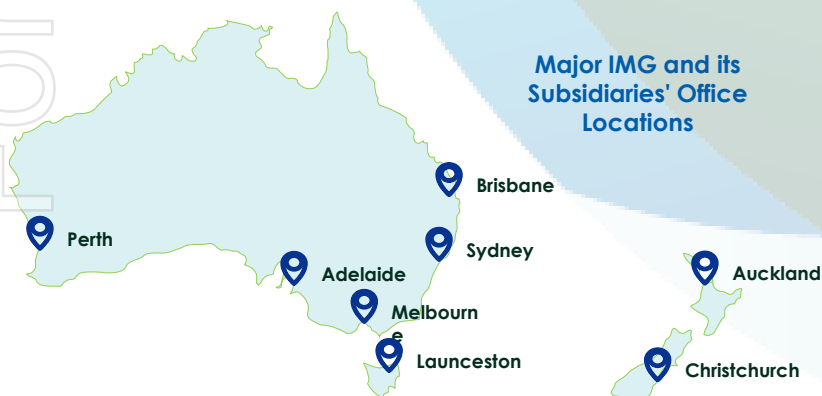 Major IMG and its
Subsidiaries' Office
Locations
Brisbane
Perth
Sydney
Adelaide
Auckland
Melbourn
e
Launceston
Christchurch